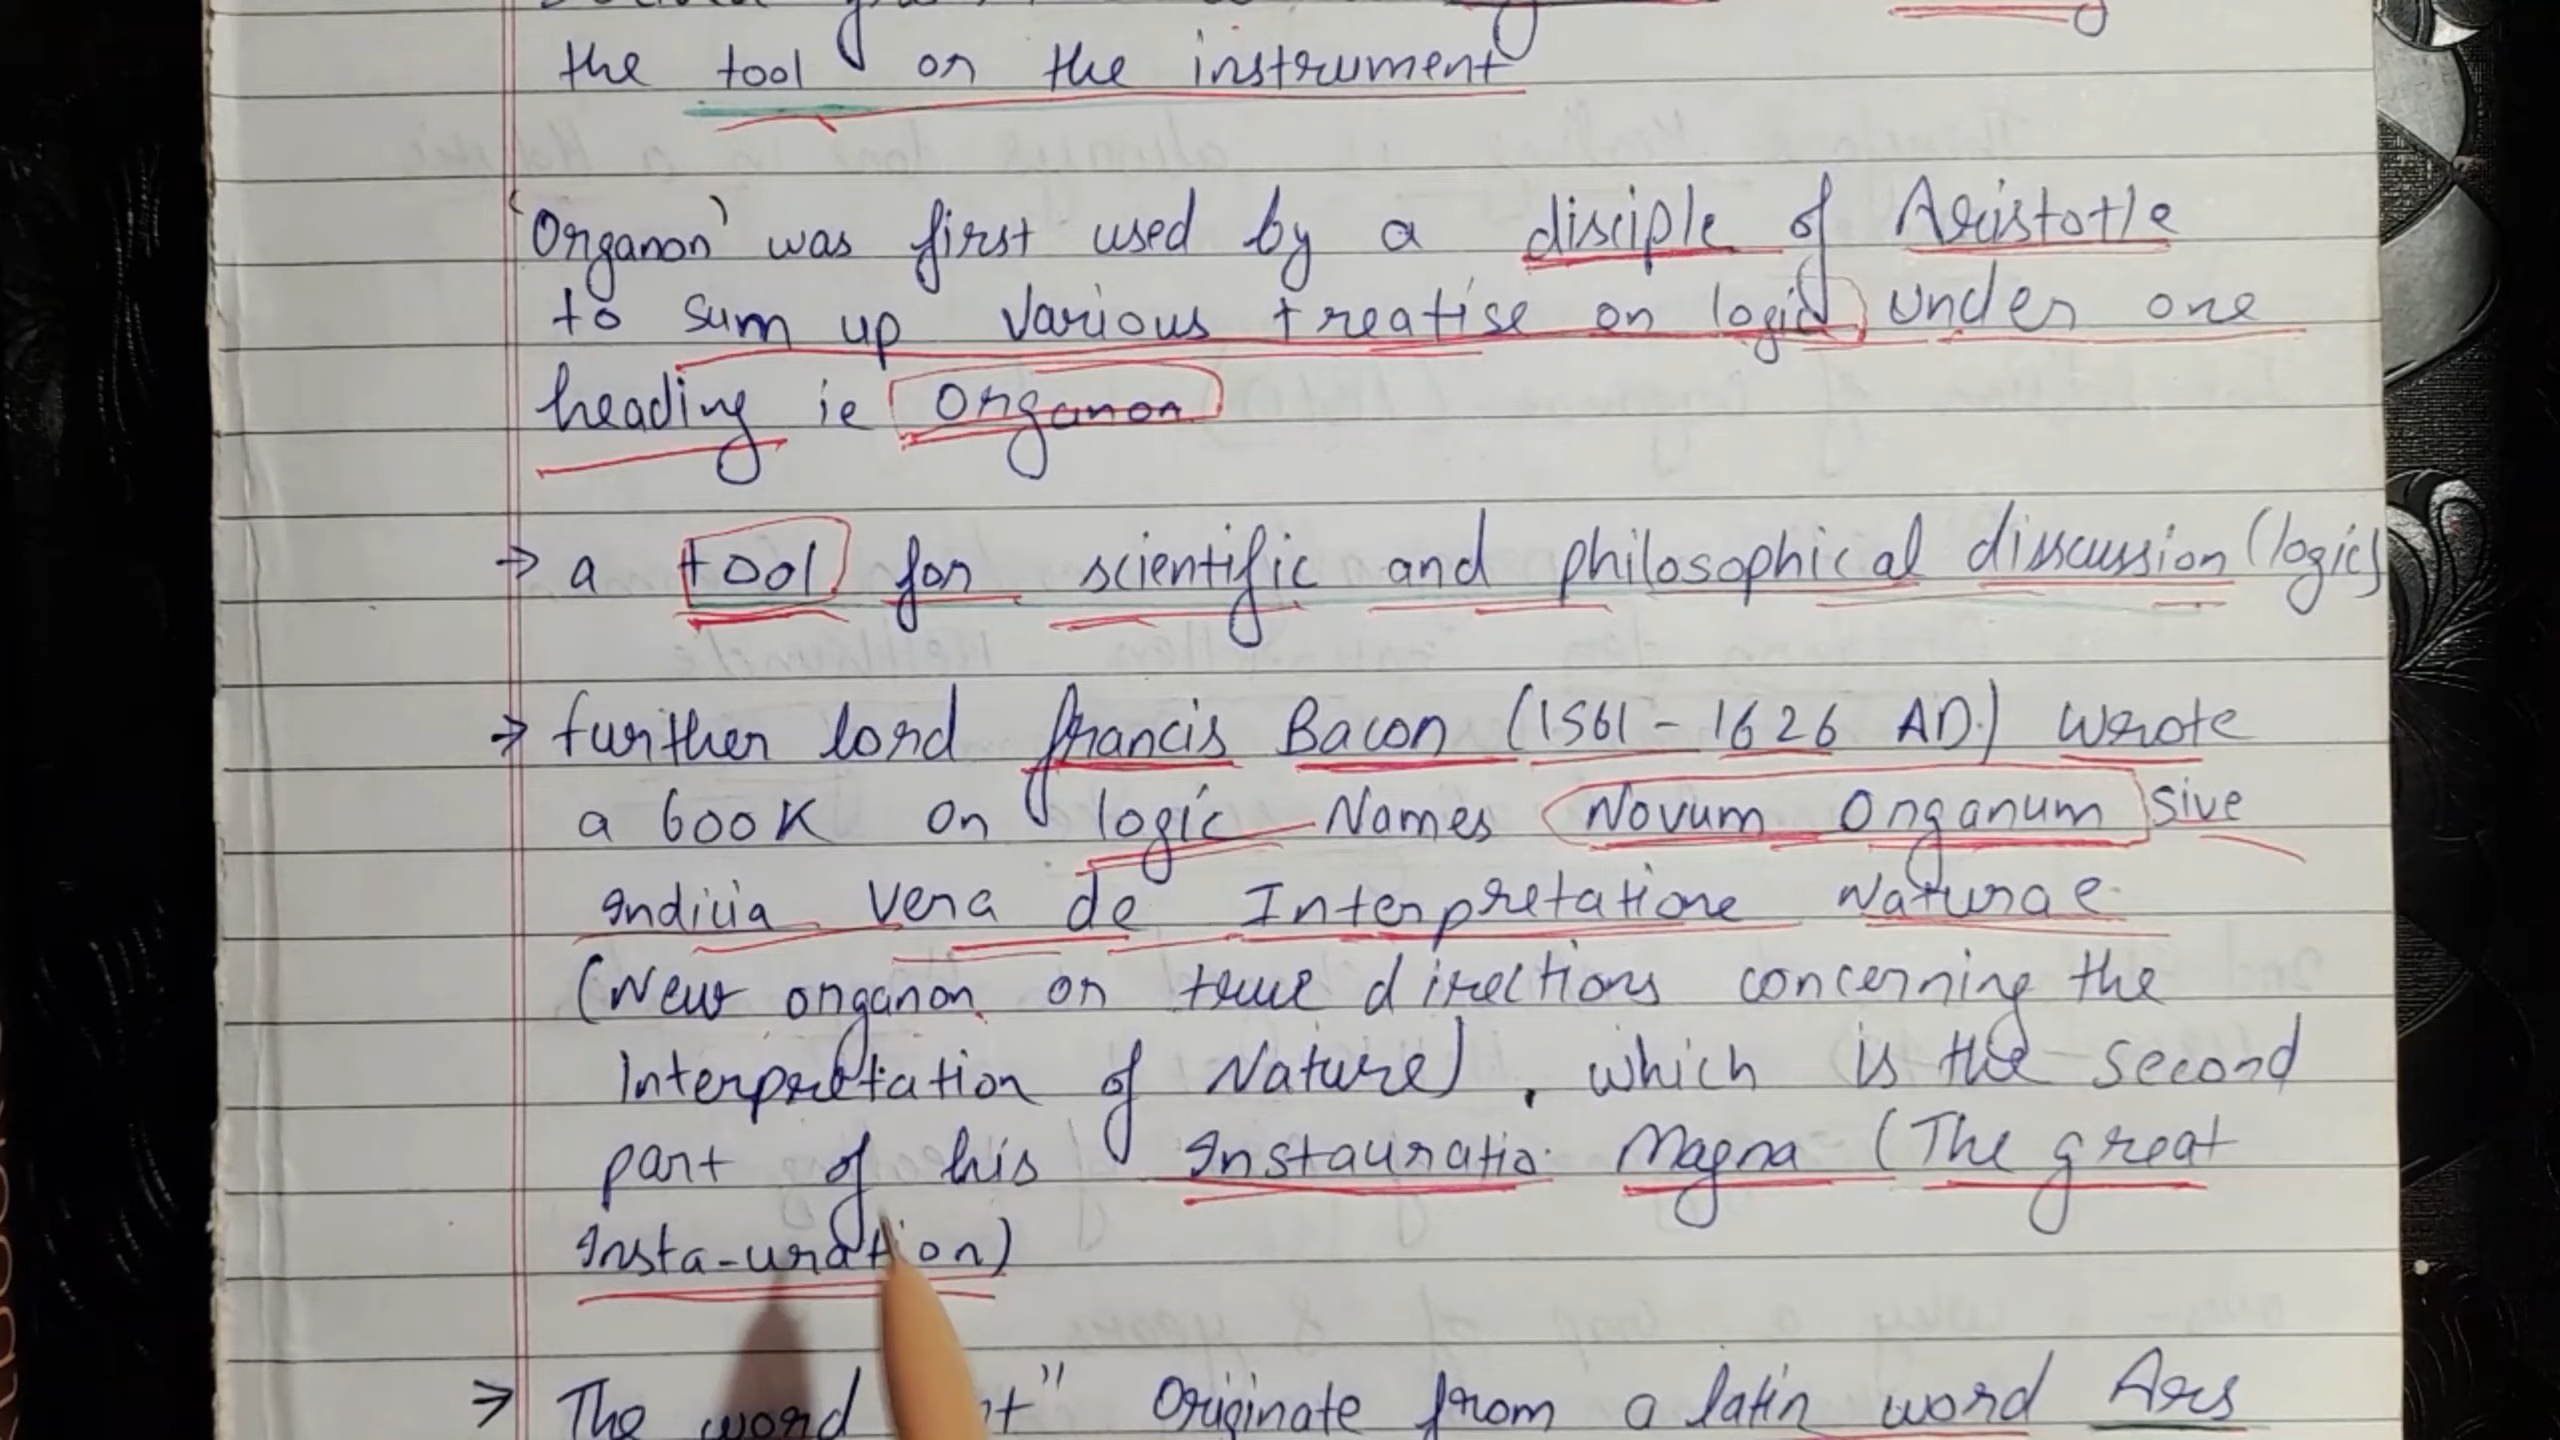 the tool or the instrument
'Organon' was first used by a disciple of Aristotle
to sum up various treatise on logic under one
heading ie Organon
→ a tool for scientific and philosophical disscussion (logic)
→ further lord francis Bacon (1561-1626 AD.) wrote
a book on logic Names Novum Organum Sive
Indicia Vera de Interpretatione Naturae
(New organon or true directions concerning the
Interpretation of Nature), which is the second
part of his Instauratio Magna (The great
Insta-uration)
→ The word originate from a latin word Ars